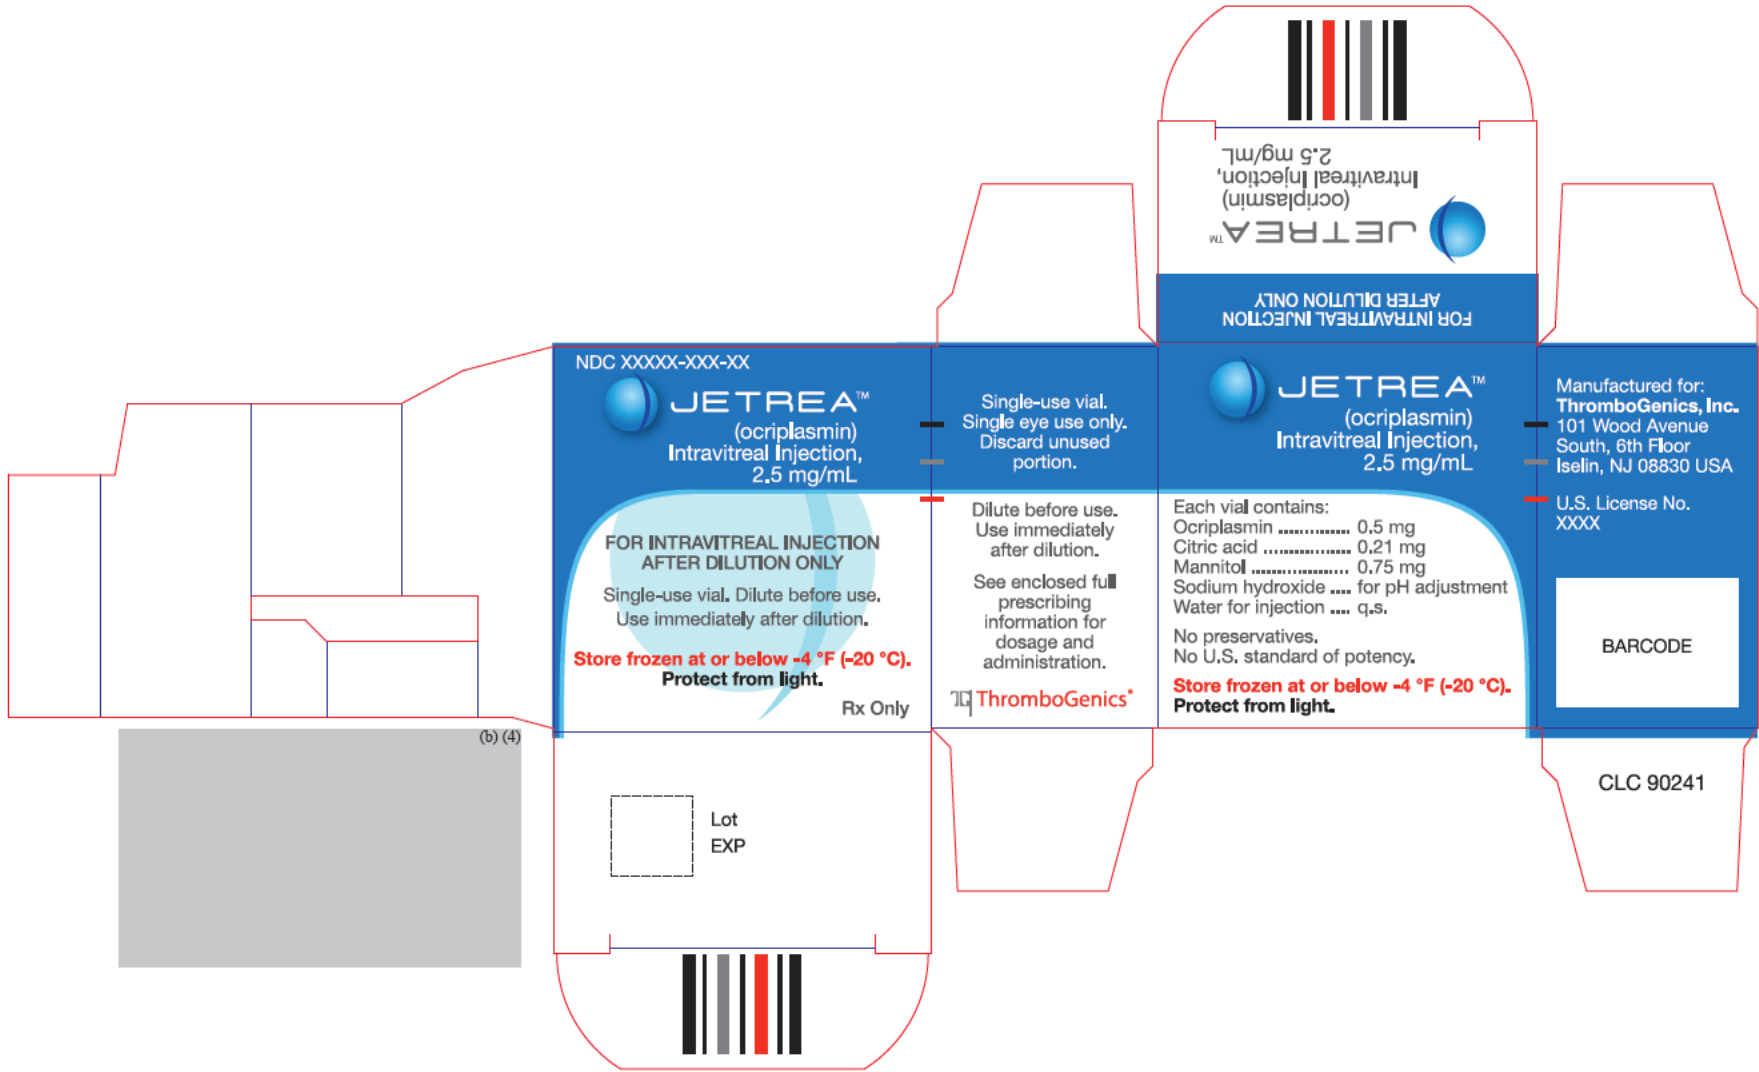 JETREA™
(ocriplasmin)
Intravitreal Injection,
2.5 mg/mL
FOR INTRAVITREAL INJECTION
AFTER DILUTION ONLY
NDC XXXXX-XXX-XX
JETREA™
(ocriplasmin)
Intravitreal Injection,
2.5 mg/mL
FOR INTRAVITREAL INJECTION
AFTER DILUTION ONLY
Single-use vial. Dilute before use.
Use immediately after dilution.
Store frozen at or below -4 °F (-20 °C).
Protect from light.
Rx Only
Single-use vial.
Single eye use only.
Discard unused
portion.
Dilute before use.
Use immediately
after dilution.
See enclosed full
prescribing
information for
dosage and
administration.
TG ThromboGenics®
JETREA™
(ocriplasmin)
Intravitreal Injection,
2.5 mg/mL
Each vial contains:
Ocriplasmin .............. 0.5 mg
Citric acid ................. 0.21 mg
Mannitol ................... 0.75 mg
Sodium hydroxide .... for pH adjustment
Water for injection .... q.s.
No preservatives.
No U.S. standard of potency.
Store frozen at or below -4 °F (-20 °C).
Protect from light.
Manufactured for:
ThromboGenics, Inc.
101 Wood Avenue
South, 6th Floor
Iselin, NJ 08830 USA
U.S. License No.
XXXX
BARCODE
CLC 90241
(b) (4)
Lot
EXP